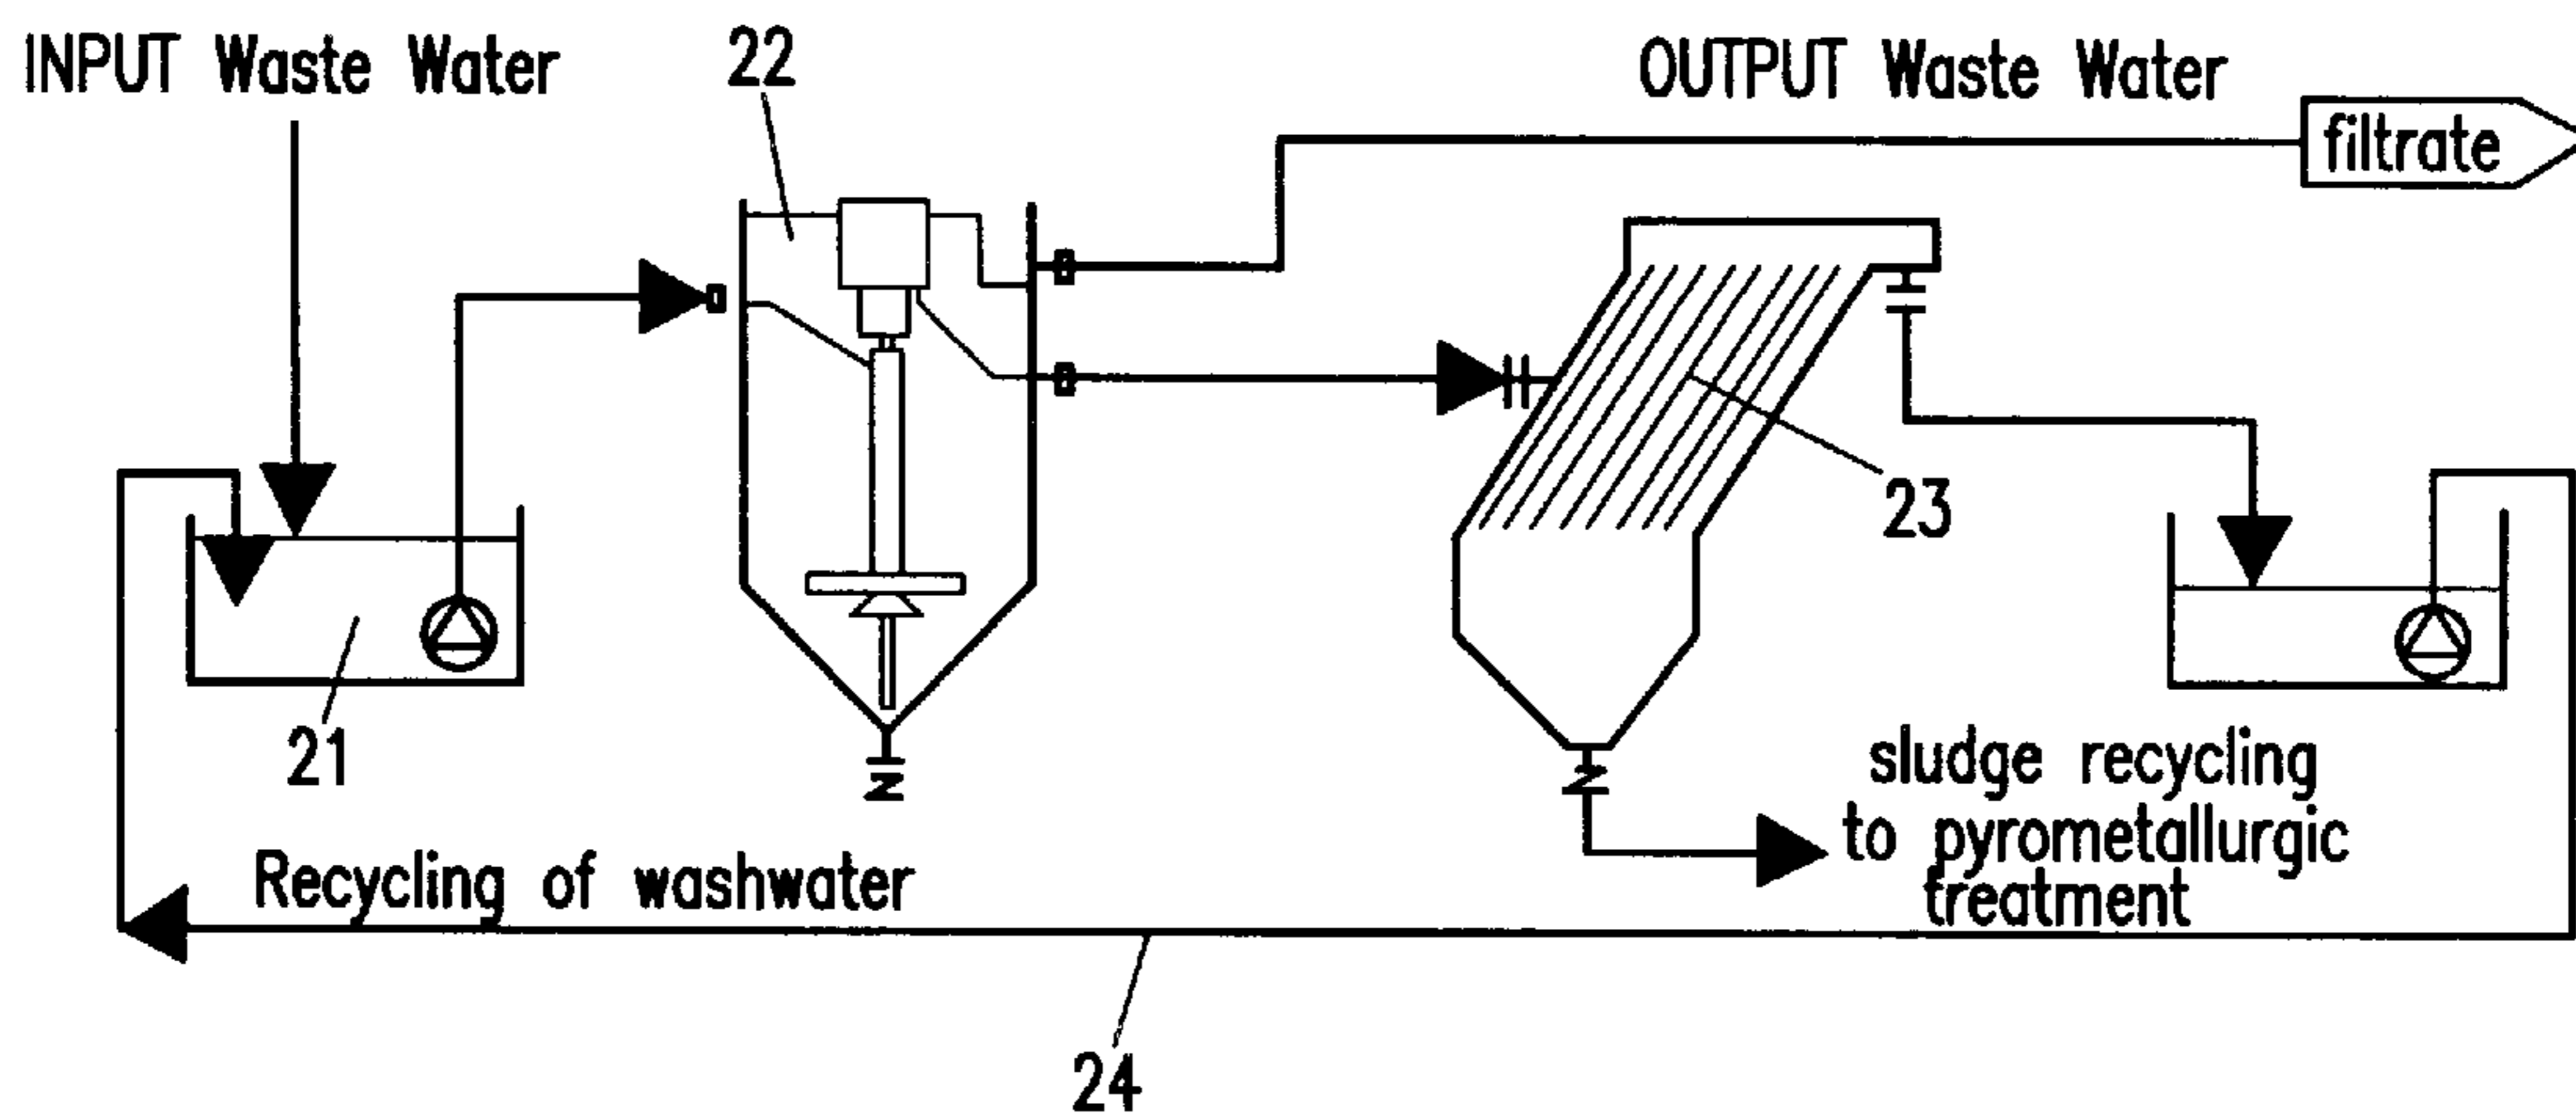 INPUT Waste Water
22
OUTPUT Waste Water
filtrate
23
21
sludge recycling
to pyrometallurgic
treatment
Recycling of washwater
24